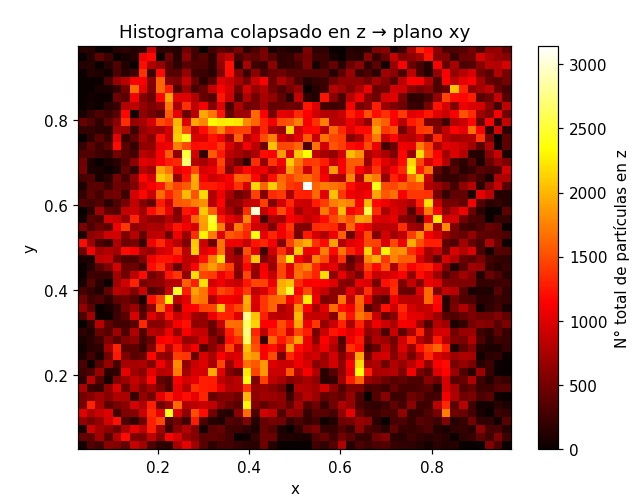 Histograma colapsado en z → plano xy
0.8
0.6
0.4
0.2
y
0.2 0.4 0.6 0.8
x
3000
2500
2000
1500
1000
500
0
N° total de partículas en z